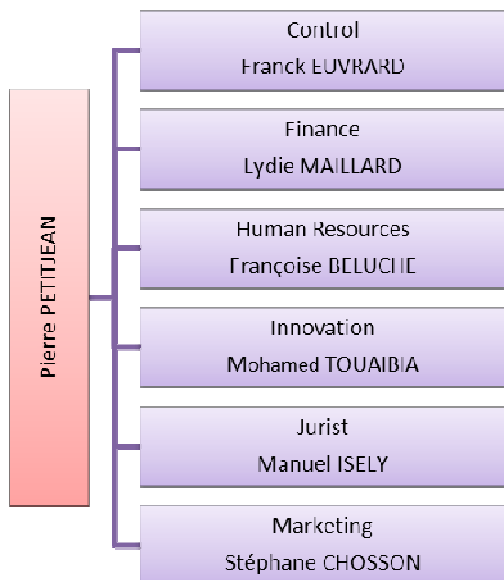 Pierre PETITJEAN
Control
Franck EUVRARD
Finance
Lydie MAILLARD
Human Resources
Françoise BELUCHE
Innovation
Mohamed TOUAIBIA
Jurist
Manuel ISELY
Marketing
Stéphane CHOSSON